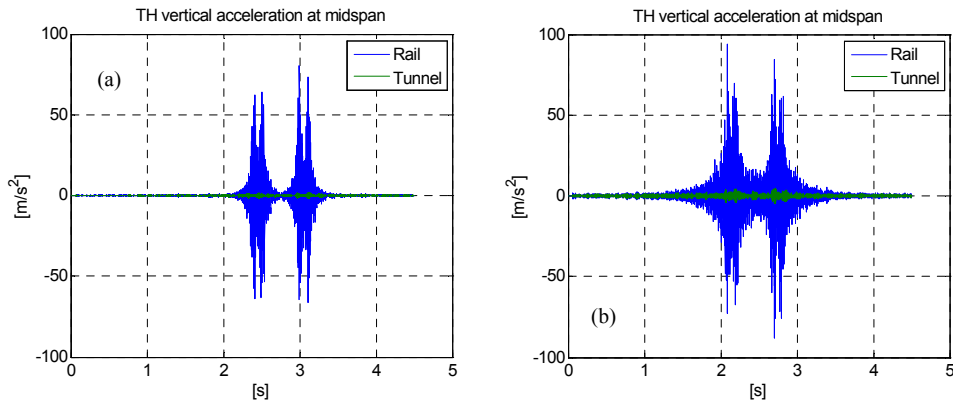 TH vertical acceleration at midspan
100
50
0
-50
-100
[m/s²]
(a)
Rail
Tunnel
0 1 2 3 4 5
[s]
TH vertical acceleration at midspan
100
50
0
-50
-100
[m/s²]
Rail
Tunnel
(b)
0 1 2 3 4 5
[s]